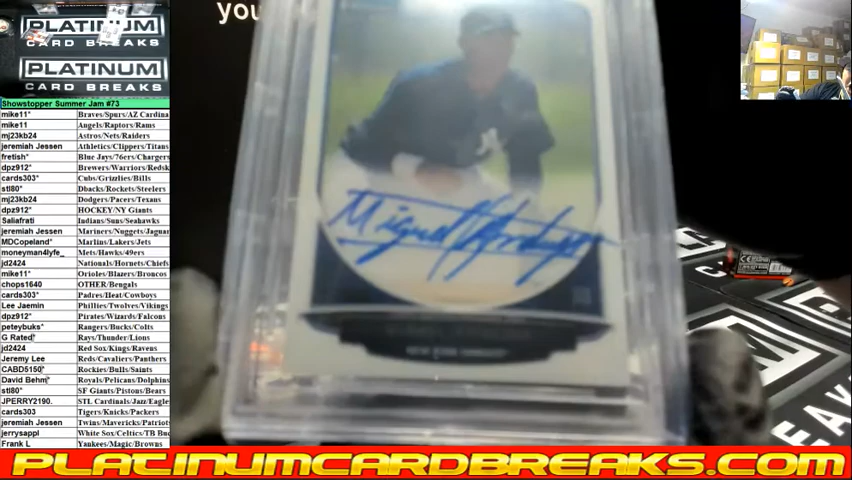 you
PLATINUM
CARD BREAKS
PLATINUM
CARD BREAKS
Showstopper Summer Jam #73
mike11* Braves/Spurs/AZ Cardina
mike11 Angels/Raptors/Rams
mj23kb24 Astros/Nets/Raiders
jeremiah Jessen Athletics/Clippers/Titans
fretish* Blue Jays/76ers/Chargers
dpz912* Brewers/Warriors/Redsk
cards303* Cubs/Grizzlies/Bills
stl80* Dbacks/Rockets/Steelers
mj23kb24 Dodgers/Pacers/Texans
dpz912* HOCKEY/NY Giants
Saliafrati Indians/Suns/Seahawks
jeremiah Jessen Mariners/Nuggets/Jaguar
MDCopeland* Marlins/Lakers/Jets
moneyman4lyfe_ Mets/Hawks/49ers
jd2424 Nationals/Hornets/Chiefs
mike11* Orioles/Blazers/Broncos
chops1640 OTHER/Bengals
cards303* Padres/Heat/Cowboys
Lee Jaemin Phillies/Twolves/Vikings
dpz912* Pirates/Wizards/Falcons
peteybuks* Rangers/Bucks/Colts
G Rated* Rays/Thunder/Lions
jd2424 Red Sox/Kings/Ravens
Jeremy Lee Reds/Cavaliers/Panthers
CABD5150* Rockies/Bulls/Saints
David Behm* Royals/Pelicans/Dolphins
stl80* SF Giants/Pistons/Bears
JPERRY2190. STL Cardinals/Jazz/Eagle
cards303 Tigers/Knicks/Packers
jeremiah Jessen Twins/Mavericks/Patriot
jerrysappl White Sox/Celtics/TB Bu
Frank L Yankees/Magic/Browns
Miguel Andujar
NEW YORK YANKEES
PLATINUMCARDBREAKS.COM